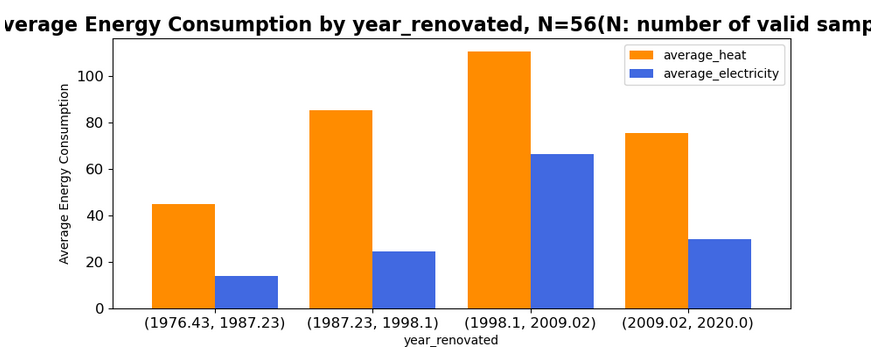 verage Energy Consumption by year_renovated, N=56(N: number of valid samp
average_heat
average_electricity
Average Energy Consumption
100
80
60
40
20
0
(1976.43, 1987.23) (1987.23, 1998.1) (1998.1, 2009.02) (2009.02, 2020.0)
year_renovated